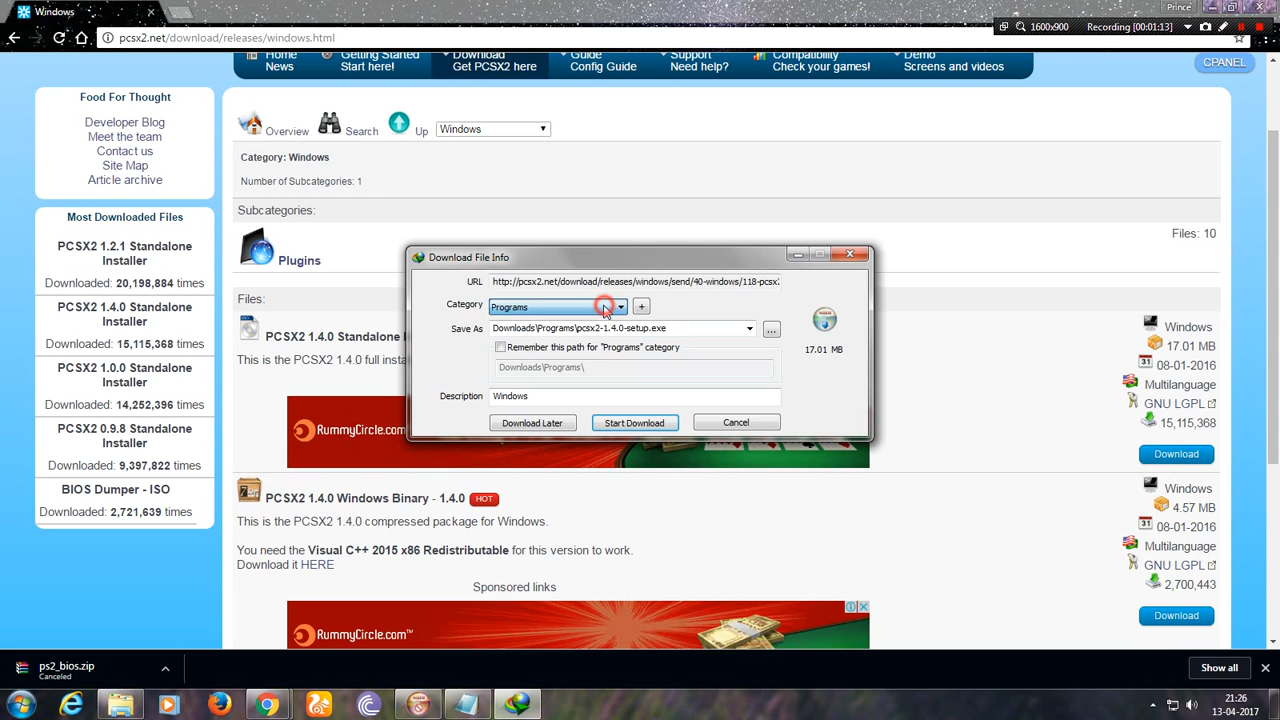 Windows
Prince
pcsx2.net/download/releases/windows.html
1600x900
Recording [00:01:13]
Home
News
Getting Started
Start here!
Download
Get PCSX2 here
Guide
Config Guide
Support
Need help?
Compatibility
Check your games!
Demo
Screens and videos
CPANEL
Food For Thought
Developer Blog
Meet the team
Contact us
Site Map
Article archive
Most Downloaded Files
PCSX2 1.2.1 Standalone
Installer
Downloaded: 20,198,884 times
PCSX2 1.4.0 Standalone
Installer
Downloaded: 15,115,368 times
PCSX2 1.0.0 Standalone
Installer
Downloaded: 14,252,396 times
PCSX2 0.9.8 Standalone
Installer
Downloaded: 9,397,822 times
BIOS Dumper - ISO
Downloaded: 2,721,639 times
Overview
Search
Up
Windows
Category: Windows
Number of Subcategories: 1
Subcategories:
Plugins
Files: 10
Files:
PCSX2 1.4.0 Standalone I
This is the PCSX2 1.4.0 full insta
RummyCircle.com™
Windows
17.01 MB
31 08-01-2016
Multilanguage
GNU LGPL
15,115,368
Download
Download File Info
URL http://pcsx2.net/download/releases/windows/send/40-windows/118-pcsx2
Category Programs +
Save As Downloads\Programs\pcsx2-1.4.0-setup.exe ...
Remember this path for "Programs" category
Downloads\Programs\
Description Windows
17.01 MB
Download Later
Start Download
Cancel
PCSX2 1.4.0 Windows Binary - 1.4.0 HOT
This is the PCSX2 1.4.0 compressed package for Windows.
You need the Visual C++ 2015 x86 Redistributable for this version to work.
Download it HERE
Sponsored links
RummyCircle.com™
Windows
4.57 MB
31 08-01-2016
Multilanguage
GNU LGPL
2,700,443
Download
ps2_bios.zip
Canceled
Show all
21:26
13-04-2017